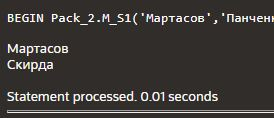 BEGIN Pack_2.M_S1('Мартасов','Панчен
Мартасов
Скирда
Statement processed. 0.01 seconds